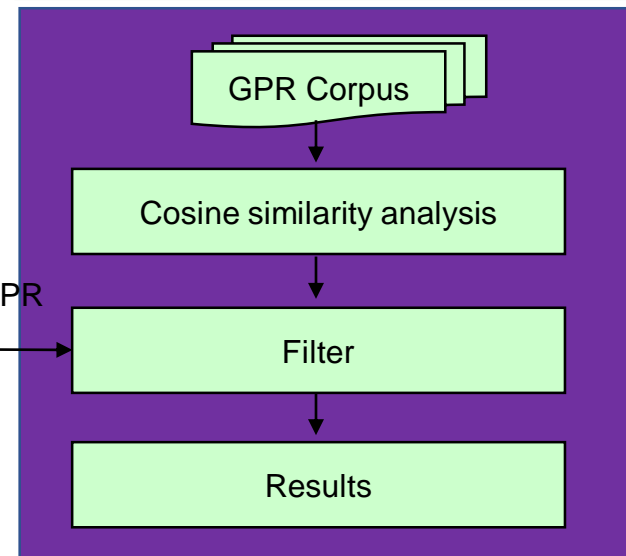 GPR Corpus
Cosine similarity analysis
PR
Filter
Results